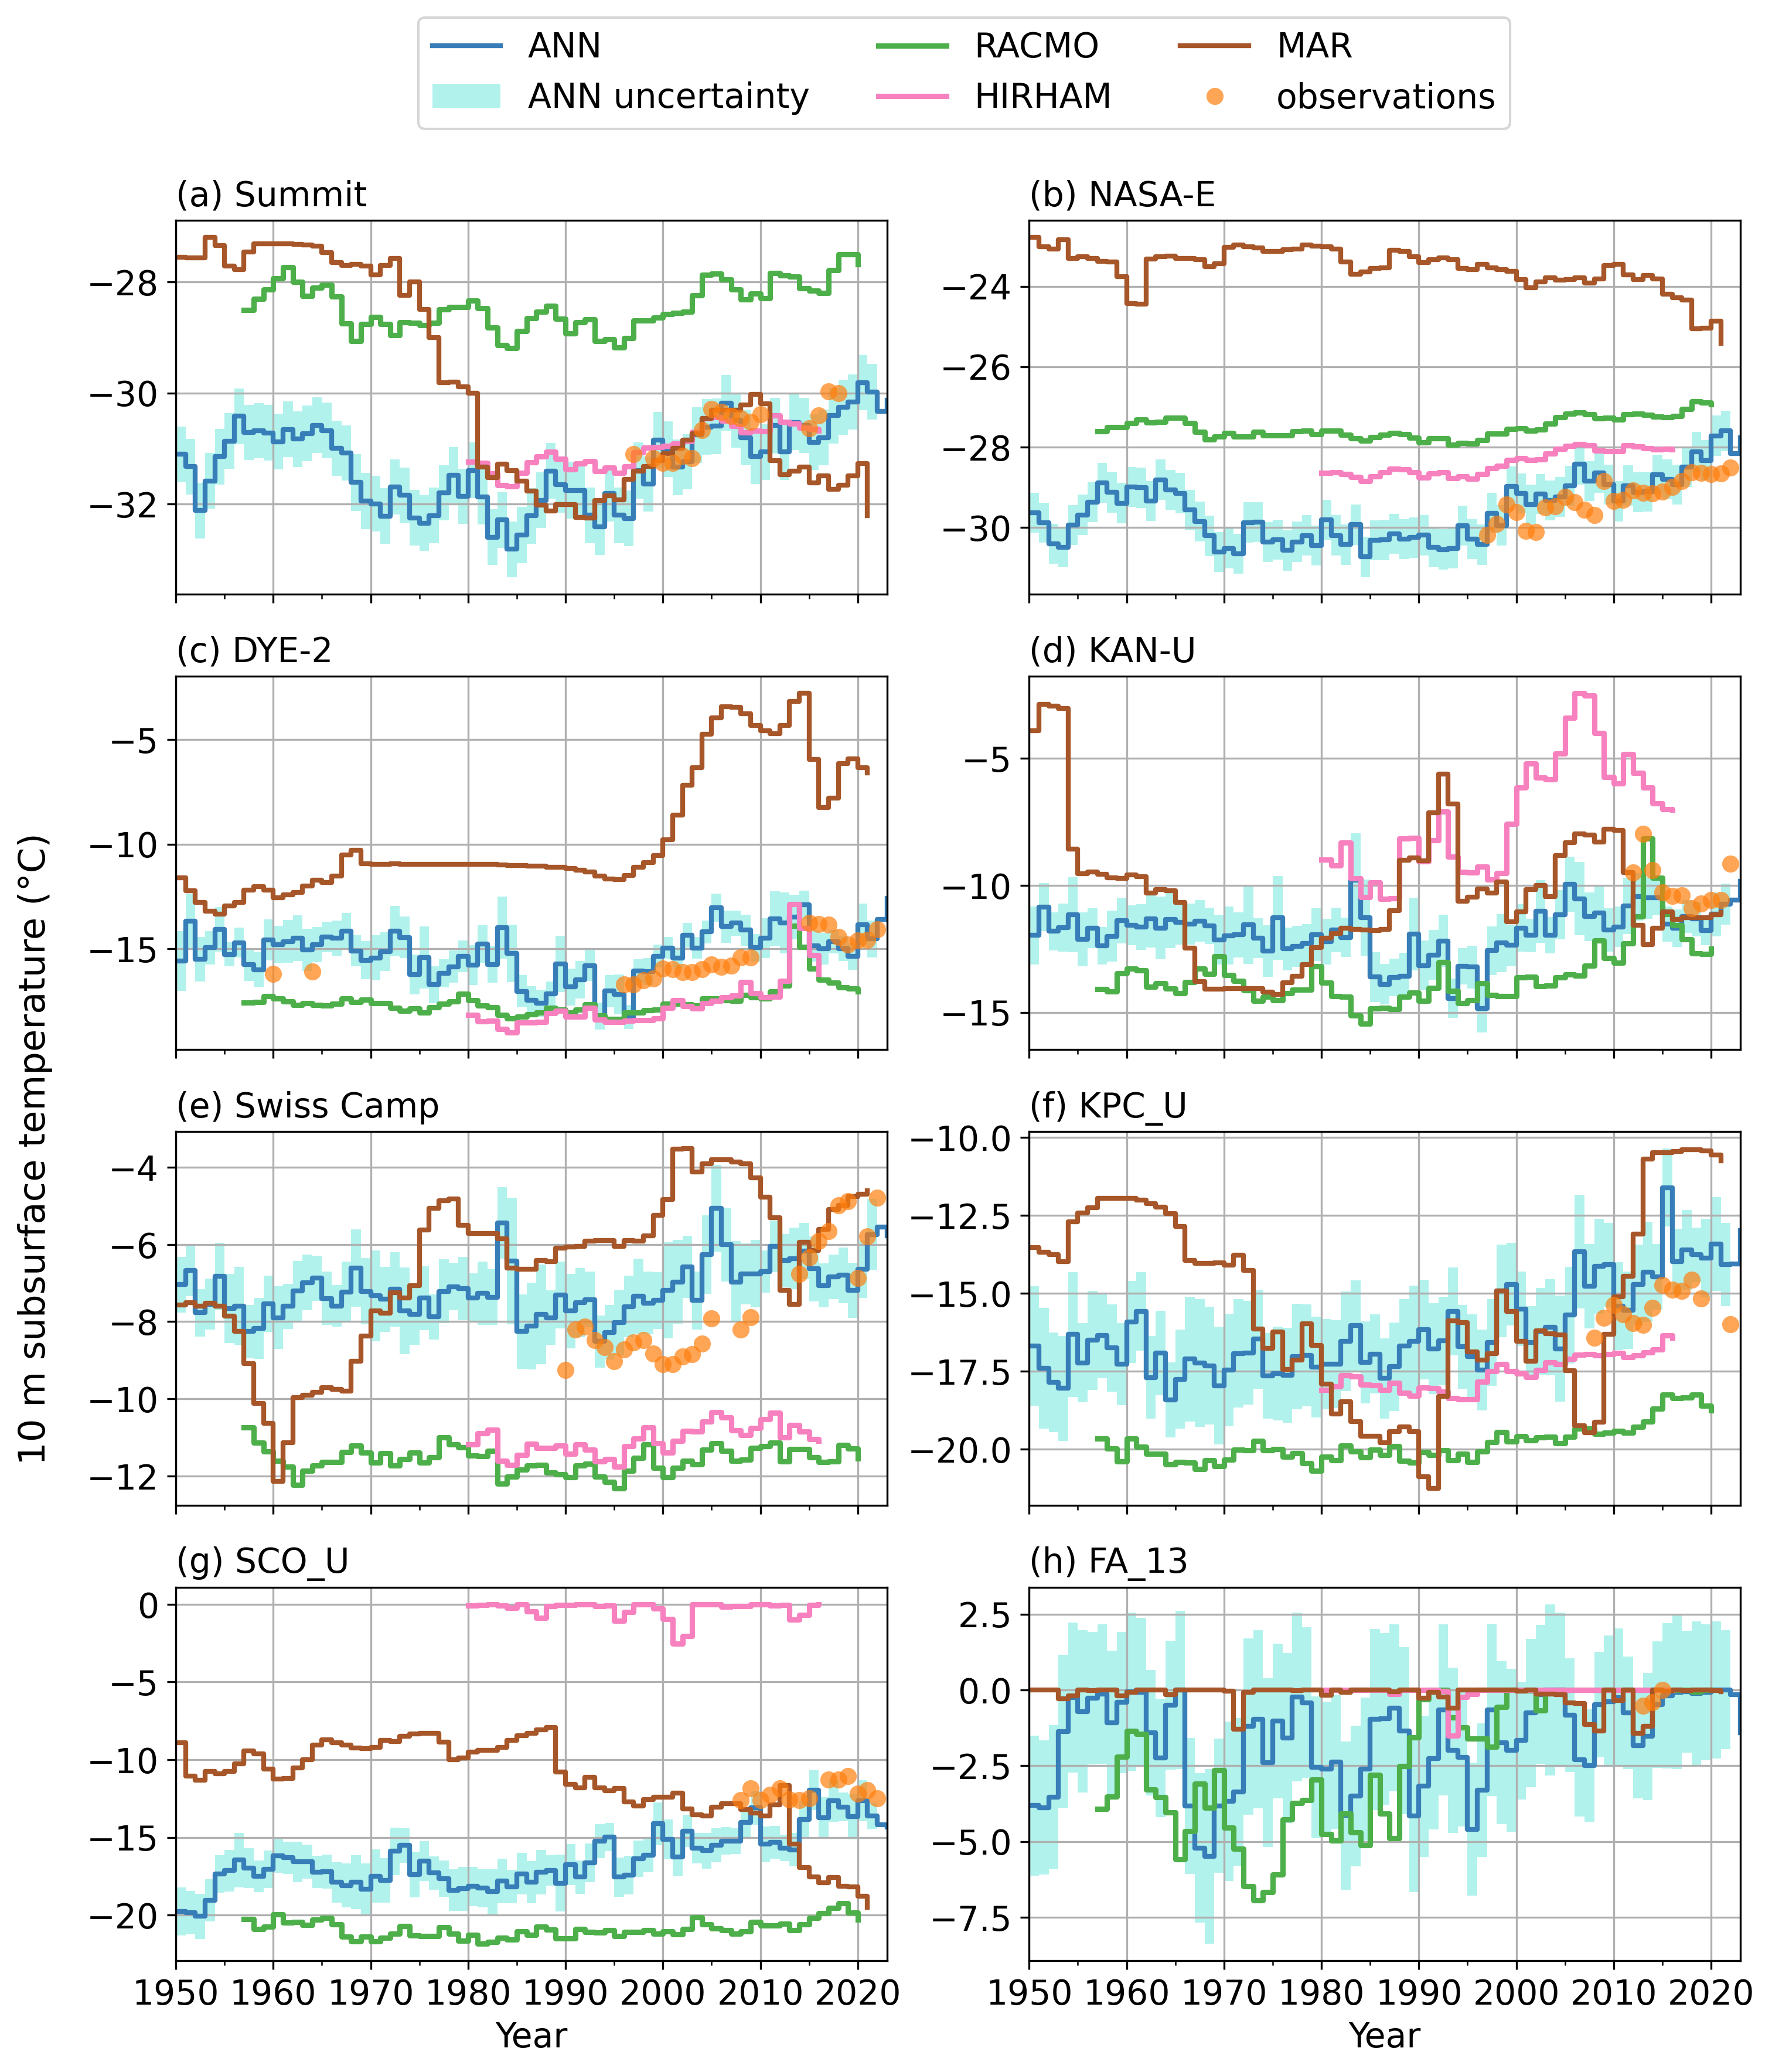 ANN RACMO MAR
ANN uncertainty HIRHAM observations
(a) Summit
−28
−30
−32
(b) NASA-E
−24
−26
−28
−30
(c) DYE-2
−5
−10
−15
(d) KAN-U
−5
−10
−15
10 m subsurface temperature (°C)
(e) Swiss Camp
−4
−6
−8
−10
−12
(f) KPC_U
−10.0
−12.5
−15.0
−17.5
−20.0
(g) SCO_U
0
−5
−10
−15
−20
1950 1960 1970 1980 1990 2000 2010 2020
Year
(h) FA_13
2.5
0.0
−2.5
−5.0
−7.5
1950 1960 1970 1980 1990 2000 2010 2020
Year